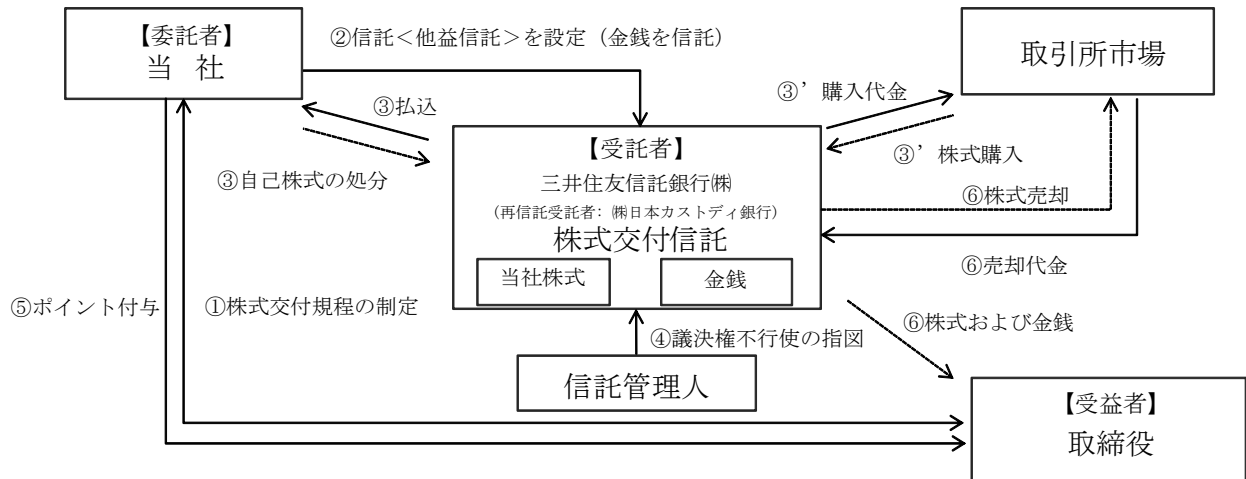 【委託者】
当 社
②信託<他益信託>を設定（金銭を信託）
取引所市場
③払込
③’購入代金
【受託者】
③’株式購入
③自己株式の処分
三井住友信託銀行㈱
(再信託受託者：㈱日本カストディ銀行)
⑥株式売却
株式交付信託
⑥売却代金
当社株式
金銭
⑤ポイント付与
①株式交付規程の制定
⑥株式および金銭
④議決権不行使の指図
信託管理人
【受益者】
取締役